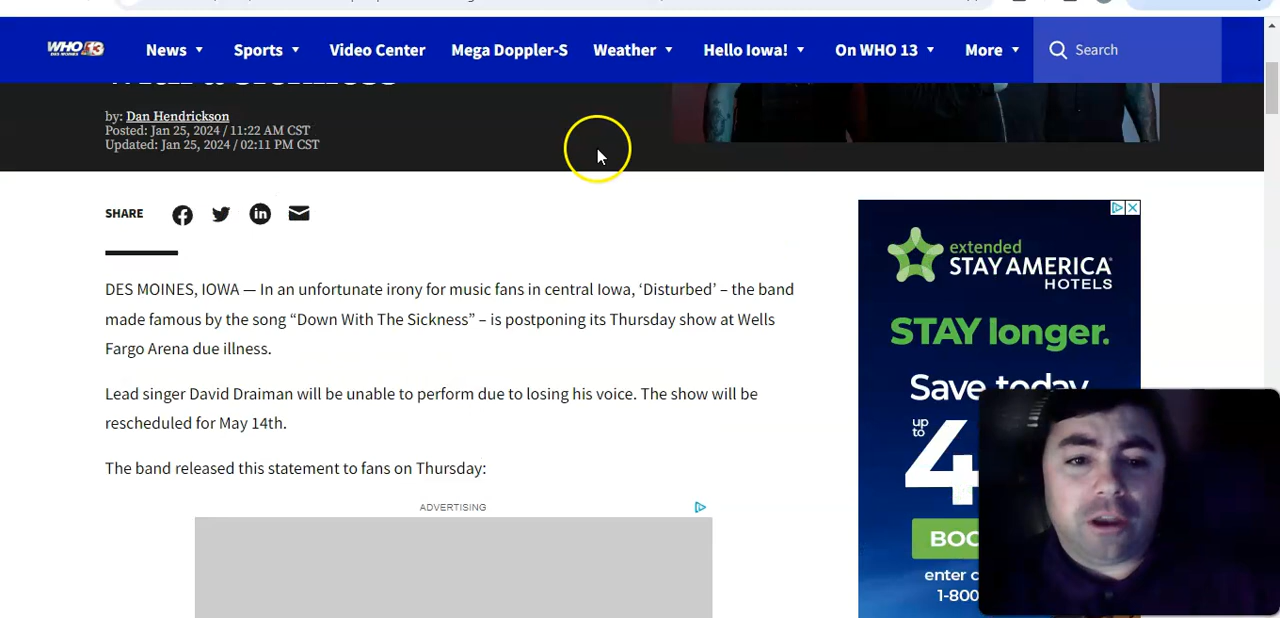 WHO 13
DES MOINES
News
Sports
Video Center
Mega Doppler-S
Weather
Hello Iowa!
On WHO 13
More
Search
by: Dan Hendrickson
Posted: Jan 25, 2024 / 11:22 AM CST
Updated: Jan 25, 2024 / 02:11 PM CST
SHARE
DES MOINES, IOWA — In an unfortunate irony for music fans in central Iowa, ‘Disturbed’ – the band
made famous by the song “Down With The Sickness” – is postponing its Thursday show at Wells
Fargo Arena due illness.
Lead singer David Draiman will be unable to perform due to losing his voice. The show will be
rescheduled for May 14th.
The band released this statement to fans on Thursday:
ADVERTISING
extended
STAY AMERICA
HOTELS
STAY longer.
Save today
up
to
4
BOO
enter c
1-800